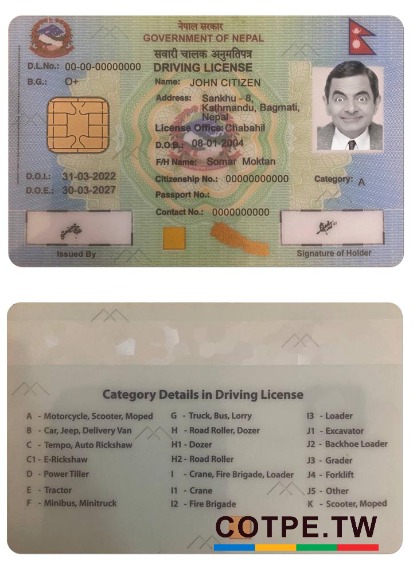 नेपाल सरकार
GOVERNMENT OF NEPAL
सवारी चालक अनुमतिपत्र
DRIVING LICENSE
D.L.No.: 00-00-00000000
B.G.: O+
Name: JOHN CITIZEN
Address: Sankhu - 8,
Kathmandu, Bagmati,
Nepal
License Office: Chabahil
D.O.B.: 08-01-2004
F/H Name: Somar Moktan
D.O.I.: 31-03-2022
D.O.E.: 30-03-2027
Citizenship No.: 00000000000
Category: A
Passport No.:
Contact No.: 0000000000
Issued By
Signature of Holder
Category Details in Driving License
A - Motorcycle, Scooter, Moped
B - Car, Jeep, Delivery Van
C - Tempo, Auto Rickshaw
C1 - E-Rickshaw
D - Power Tiller
E - Tractor
F - Minibus, Minitruck
G - Truck, Bus, Lorry
H - Road Roller, Dozer
H1 - Dozer
H2 - Road Roller
I - Crane, Fire Brigade, Loader
I1 - Crane
I2 - Fire Brigade
I3 - Loader
J1 - Excavator
J2 - Backhoe Loader
J3 - Grader
J4 - Forklift
J5 - Other
K - Scooter, Moped
COTPE.TW